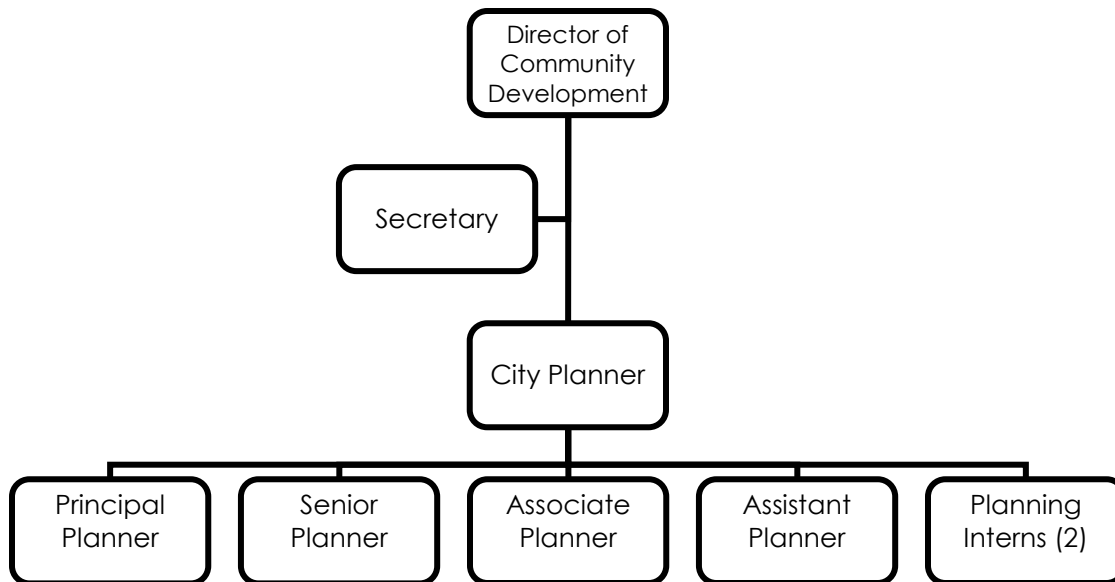 Director of
Community
Development
Secretary
City Planner
Principal
Planner
Senior
Planner
Associate
Planner
Assistant
Planner
Planning
Interns (2)